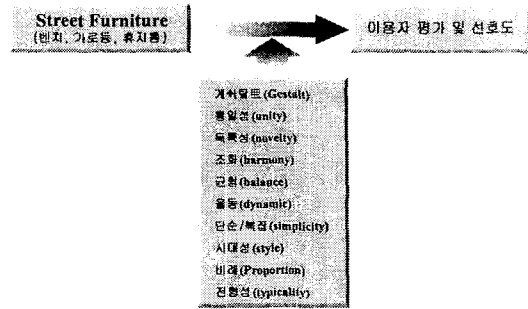 Street Furniture
(벤치, 가로등, 휴지통)
이용자 평가 및 선호도
게쉬탈트(Gestalt)
통일성(unity)
독특성(novelty)
조화(harmony)
균형(balance)
율동(dynamic)
단순/복잡(simplicity)
시대성(style)
비례(Proportion)
전형성(typicality)